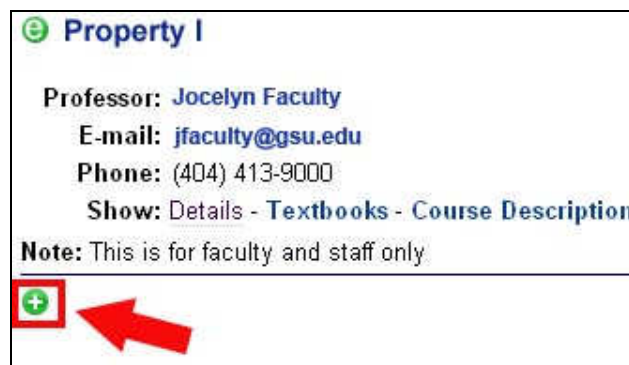 Property I
Professor: Jocelyn Faculty
E-mail: jfaculty@gsu.edu
Phone: (404) 413-9000
Show: Details - Textbooks - Course Description
Note: This is for faculty and staff only